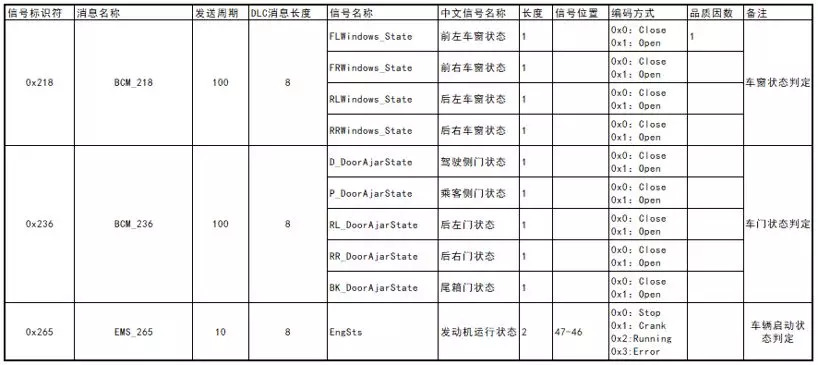 信号标识符 消息名称 发送周期 DLC消息长度 信号名称 中文信号名称 长度 信号位置 编码方式 品质因数 备注
0x218 BCM_218 100 8 FLWindows_State 前左车窗状态 1 0x0: Close 1 车窗状态判定
0x1: Open
FRWindows_State 前右车窗状态 1 0x0: Close
0x1: Open
RLWindows_State 后左车窗状态 1 0x0: Close
0x1: Open
RRWindows_State 后右车窗状态 1 0x0: Close
0x1: Open
0x236 BCM_236 100 8 D_DoorAjarState 驾驶侧门状态 1 0x0: Close 车门状态判定
0x1: Open
P_DoorAjarState 乘客侧门状态 1 0x0: Close
0x1: Open
RL_DoorAjarState 后左门状态 1 0x0: Close
0x1: Open
RR_DoorAjarState 后右门状态 1 0x0: Close
0x1: Open
BK_DoorAjarState 尾箱门状态 1 0x0: Close
0x1: Open
0x265 EMS_265 10 8 EngSts 发动机运行状态 2 47-46 0x0: Stop
0x1: Crank
0x2:Running
0x3:Error
车辆启动状
态判定